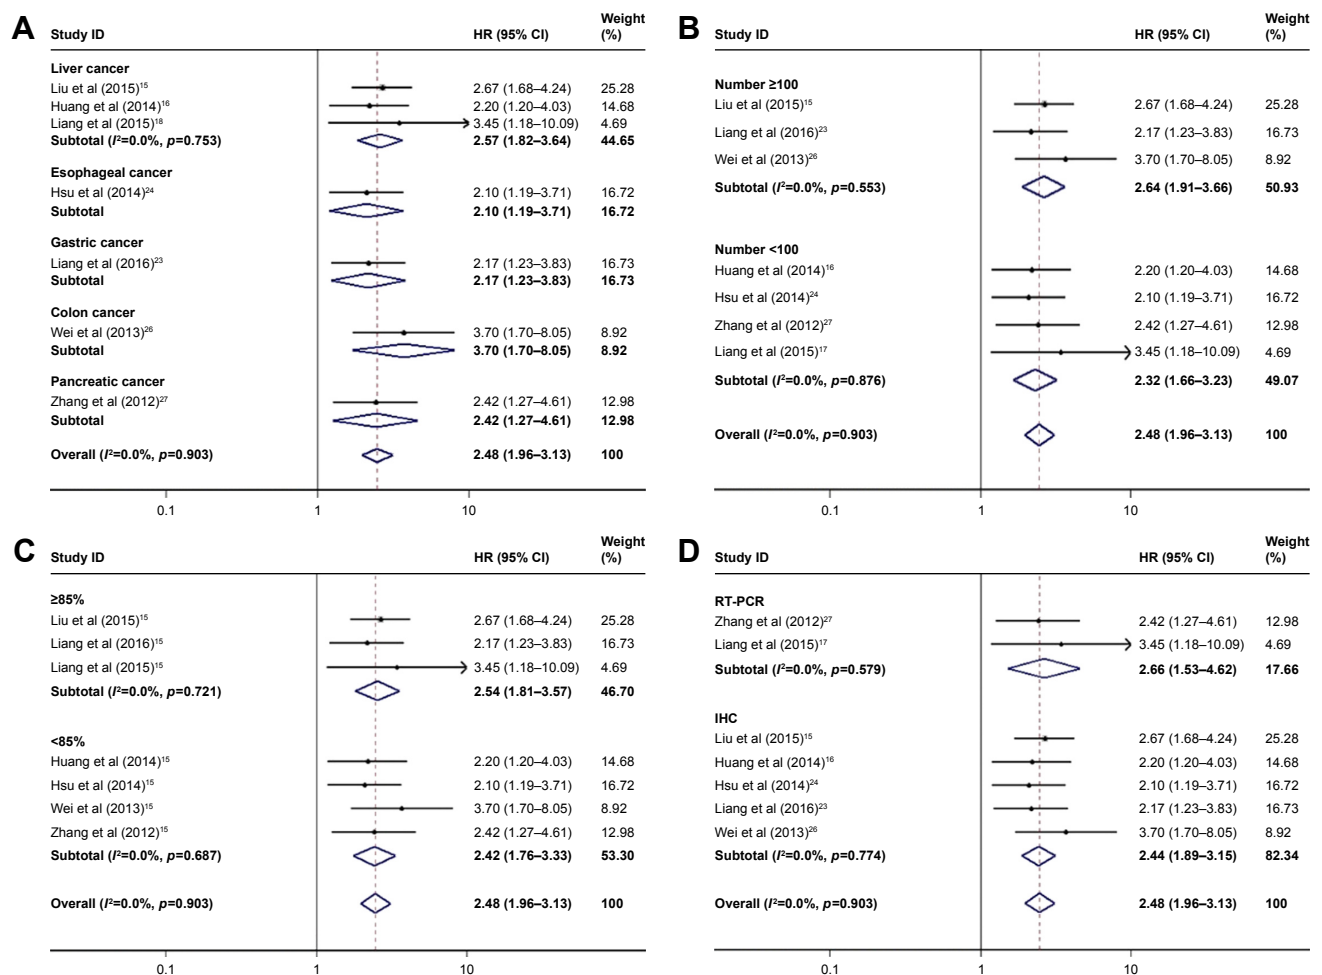 A
Study ID HR (95% CI) Weight (%)
Liver cancer
Liu et al (2015)15 2.67 (1.68–4.24) 25.28
Huang et al (2014)16 2.20 (1.20–4.03) 14.68
Liang et al (2015)18 3.45 (1.18–10.09) 4.69
Subtotal (I2=0.0%, p=0.753) 2.57 (1.82–3.64) 44.65
Esophageal cancer
Hsu et al (2014)24 2.10 (1.19–3.71) 16.72
Subtotal 2.10 (1.19–3.71) 16.72
Gastric cancer
Liang et al (2016)23 2.17 (1.23–3.83) 16.73
Subtotal 2.17 (1.23–3.83) 16.73
Colon cancer
Wei et al (2013)26 3.70 (1.70–8.05) 8.92
Subtotal 3.70 (1.70–8.05) 8.92
Pancreatic cancer
Zhang et al (2012)27 2.42 (1.27–4.61) 12.98
Subtotal 2.42 (1.27–4.61) 12.98
Overall (I2=0.0%, p=0.903) 2.48 (1.96–3.13) 100
0.1 1 10
B
Study ID HR (95% CI) Weight (%)
Number ≥100
Liu et al (2015)15 2.67 (1.68–4.24) 25.28
Liang et al (2016)23 2.17 (1.23–3.83) 16.73
Wei et al (2013)26 3.70 (1.70–8.05) 8.92
Subtotal (I2=0.0%, p=0.553) 2.64 (1.91–3.66) 50.93
Number <100
Huang et al (2014)16 2.20 (1.20–4.03) 14.68
Hsu et al (2014)24 2.10 (1.19–3.71) 16.72
Zhang et al (2012)27 2.42 (1.27–4.61) 12.98
Liang et al (2015)17 3.45 (1.18–10.09) 4.69
Subtotal (I2=0.0%, p=0.876) 2.32 (1.66–3.23) 49.07
Overall (I2=0.0%, p=0.903) 2.48 (1.96–3.13) 100
0.1 1 10
C
Study ID HR (95% CI) Weight (%)
≥85%
Liu et al (2015)15 2.67 (1.68–4.24) 25.28
Liang et al (2016)15 2.17 (1.23–3.83) 16.73
Liang et al (2015)15 3.45 (1.18–10.09) 4.69
Subtotal (I2=0.0%, p=0.721) 2.54 (1.81–3.57) 46.70
<85%
Huang et al (2014)15 2.20 (1.20–4.03) 14.68
Hsu et al (2014)15 2.10 (1.19–3.71) 16.72
Wei et al (2013)15 3.70 (1.70–8.05) 8.92
Zhang et al (2012)15 2.42 (1.27–4.61) 12.98
Subtotal (I2=0.0%, p=0.687) 2.42 (1.76–3.33) 53.30
Overall (I2=0.0%, p=0.903) 2.48 (1.96–3.13) 100
0.1 1 10
D
Study ID HR (95% CI) Weight (%)
RT-PCR
Zhang et al (2012)27 2.42 (1.27–4.61) 12.98
Liang et al (2015)17 3.45 (1.18–10.09) 4.69
Subtotal (I2=0.0%, p=0.579) 2.66 (1.53–4.62) 17.66
IHC
Liu et al (2015)15 2.67 (1.68–4.24) 25.28
Huang et al (2014)16 2.20 (1.20–4.03) 14.68
Hsu et al (2014)24 2.10 (1.19–3.71) 16.72
Liang et al (2016)23 2.17 (1.23–3.83) 16.73
Wei et al (2013)26 3.70 (1.70–8.05) 8.92
Subtotal (I2=0.0%, p=0.774) 2.44 (1.89–3.15) 82.34
Overall (I2=0.0%, p=0.903) 2.48 (1.96–3.13) 100
0.1 1 10